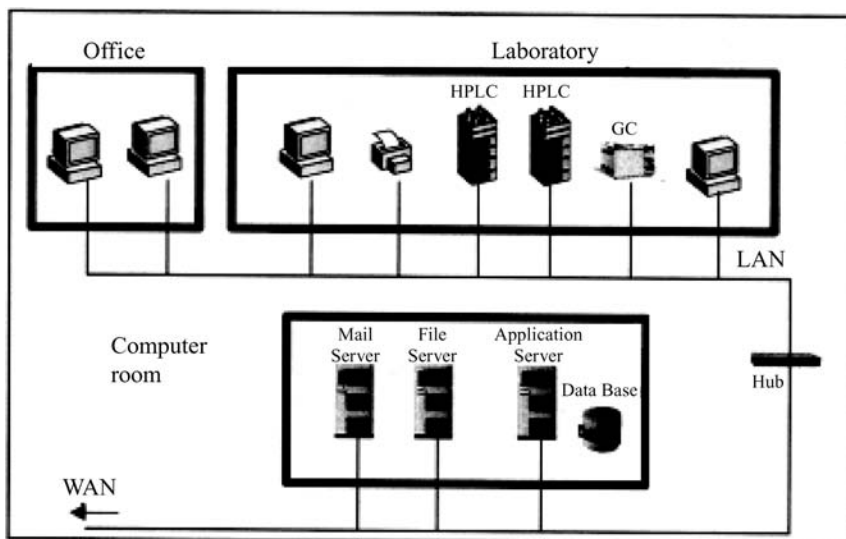 Office
Laboratory
HPLC
HPLC
GC
LAN
Computer
room
Mail
Server
File
Server
Application
Server
Data Base
Hub
WAN